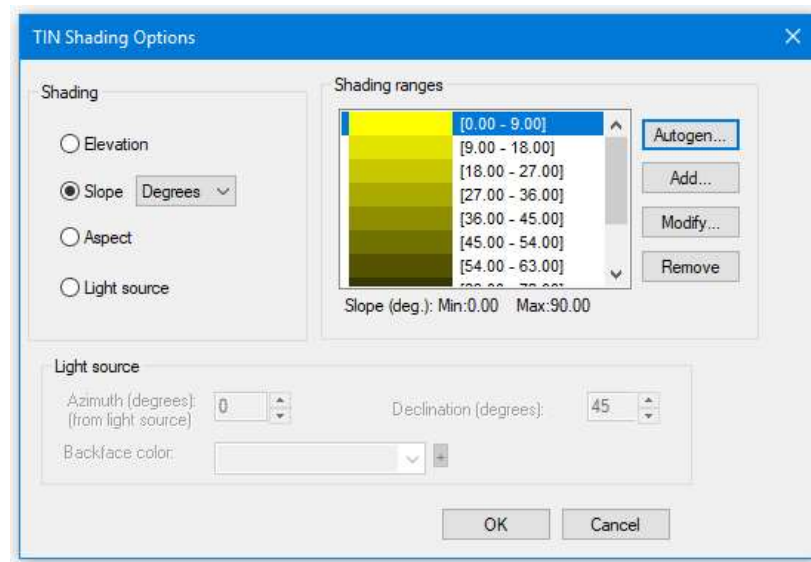 TIN Shading Options
Shading
Elevation
Slope Degrees
Aspect
Light source
Shading ranges
[0.00 - 9.00]
[9.00 - 18.00]
[18.00 - 27.00]
[27.00 - 36.00]
[36.00 - 45.00]
[45.00 - 54.00]
[54.00 - 63.00]
Autogen...
Add...
Modify...
Remove
Slope (deg.): Min:0.00 Max:90.00
Light source
Azimuth (degrees): 0
(from light source)
Declination (degrees): 45
Backface color:
+
OK Cancel